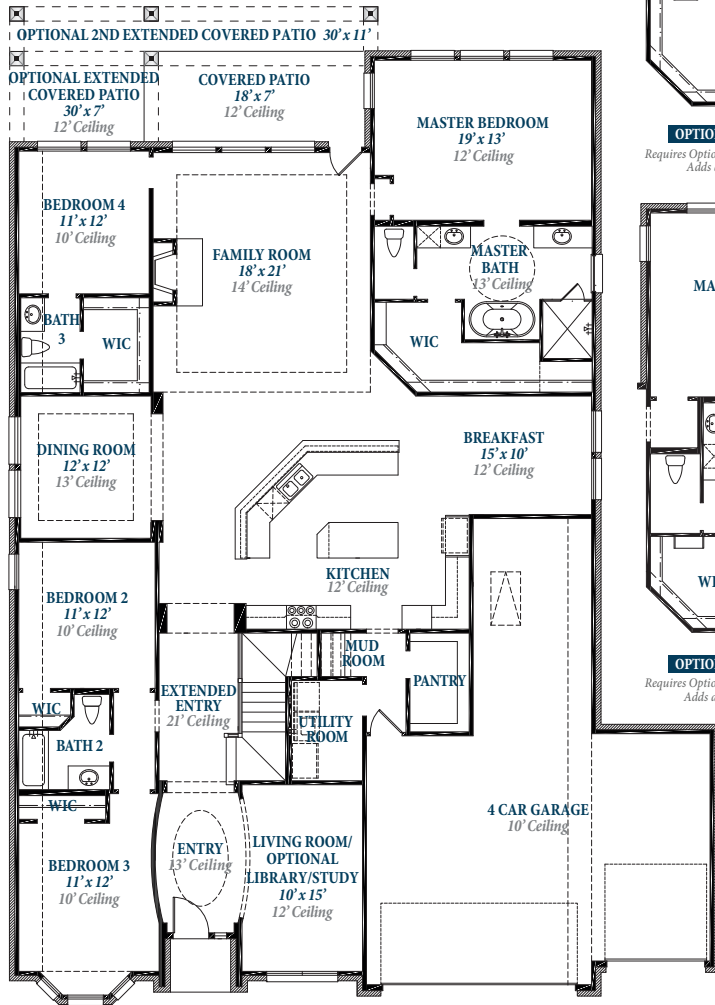 OPTIONAL 2ND EXTENDED COVERED PATIO 30' x 11'
OPTIONAL EXTENDED
COVERED PATIO
30' x 7'
12' Ceiling
COVERED PATIO
18' x 7'
12' Ceiling
MASTER BEDROOM
19' x 13'
12' Ceiling
OPTIO
Requires Optio
Adds
BEDROOM 4
11' x 12'
10' Ceiling
FAMILY ROOM
18' x 21'
14' Ceiling
MASTER
BATH
13' Ceiling
MA
BATH
3
WIC
WIC
DINING ROOM
12' x 12'
13' Ceiling
BREAKFAST
15' x 10'
12' Ceiling
KITCHEN
12' Ceiling
WI
BEDROOM 2
11' x 12'
10' Ceiling
OPTIO
Requires Optio
Adds a
MUD
ROOM
PANTRY
EXTENDED
ENTRY
21' Ceiling
UTILITY
ROOM
WIC
BATH 2
WIC
BEDROOM 3
11' x 12'
10' Ceiling
ENTRY
13' Ceiling
LIVING ROOM/
OPTIONAL
LIBRARY/STUDY
10' x 15'
12' Ceiling
4 CAR GARAGE
10' Ceiling